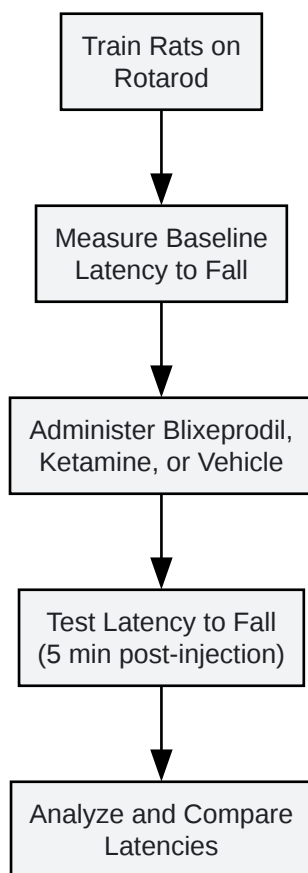 Train Rats on
Rotarod
Measure Baseline
Latency to Fall
Administer Blixeprodil,
Ketamine, or Vehicle
Test Latency to Fall
(5 min post-injection)
Analyze and Compare
Latencies